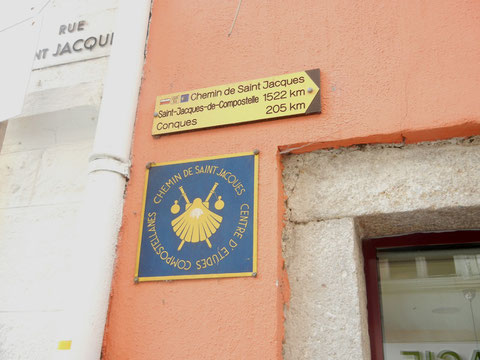 RUE
NT JACQU
Chemin de Saint Jacques
Saint-Jacques-de-Compostelle 1522 km
Conques 205 km
CHEMIN DE SAINT JACQUES
CENTRE D'ETUDES COMPOSTELLANES